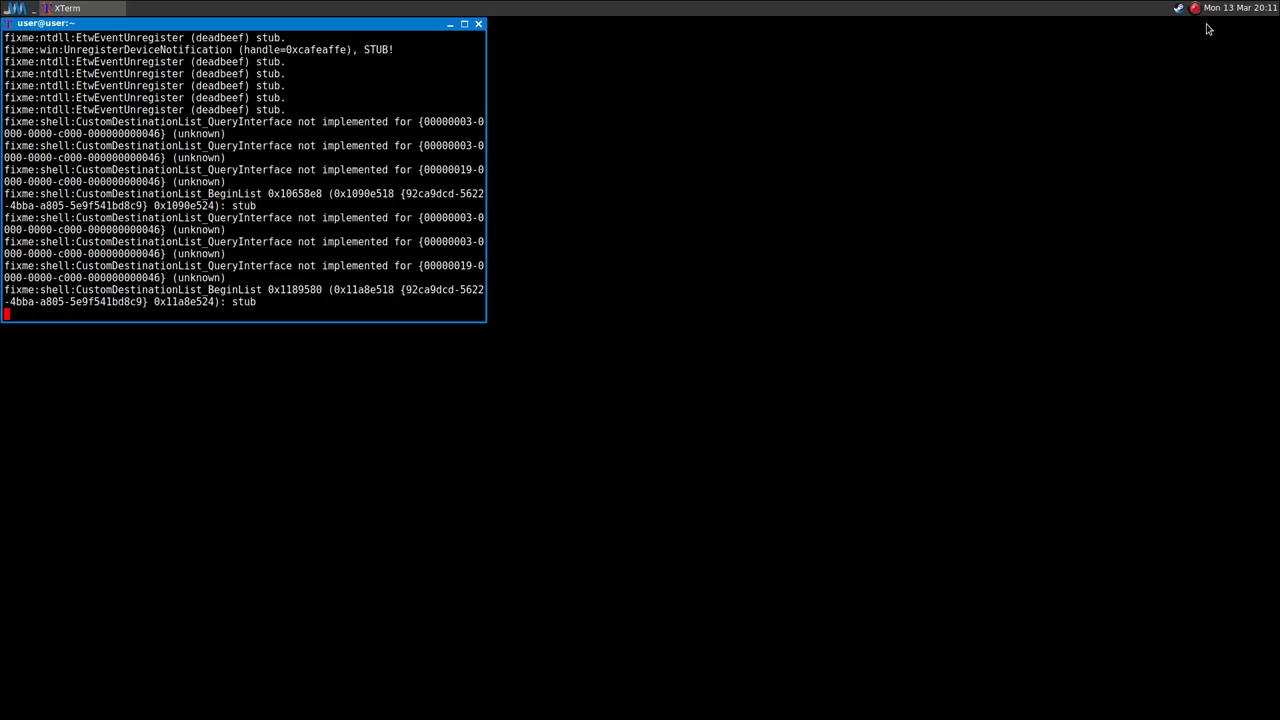 _ XTerm Mon 13 Mar 20:11
user@user:~
fixme:ntdll:EtwEventUnregister (deadbeef) stub.
fixme:win:UnregisterDeviceNotification (handle=0xcafeaffe), STUB!
fixme:ntdll:EtwEventUnregister (deadbeef) stub.
fixme:ntdll:EtwEventUnregister (deadbeef) stub.
fixme:ntdll:EtwEventUnregister (deadbeef) stub.
fixme:ntdll:EtwEventUnregister (deadbeef) stub.
fixme:ntdll:EtwEventUnregister (deadbeef) stub.
fixme:shell:CustomDestinationList_QueryInterface not implemented for {00000003-0
000-0000-c000-000000000046} (unknown)
fixme:shell:CustomDestinationList_QueryInterface not implemented for {00000003-0
000-0000-c000-000000000046} (unknown)
fixme:shell:CustomDestinationList_QueryInterface not implemented for {00000019-0
000-0000-c000-000000000046} (unknown)
fixme:shell:CustomDestinationList_BeginList 0x10658e8 (0x1090e518 {92ca9dcd-5622
-4bba-a805-5e9f541bd8c9} 0x1090e524): stub
fixme:shell:CustomDestinationList_QueryInterface not implemented for {00000003-0
000-0000-c000-000000000046} (unknown)
fixme:shell:CustomDestinationList_QueryInterface not implemented for {00000003-0
000-0000-c000-000000000046} (unknown)
fixme:shell:CustomDestinationList_QueryInterface not implemented for {00000019-0
000-0000-c000-000000000046} (unknown)
fixme:shell:CustomDestinationList_BeginList 0x1189580 (0x11a8e518 {92ca9dcd-5622
-4bba-a805-5e9f541bd8c9} 0x11a8e524): stub